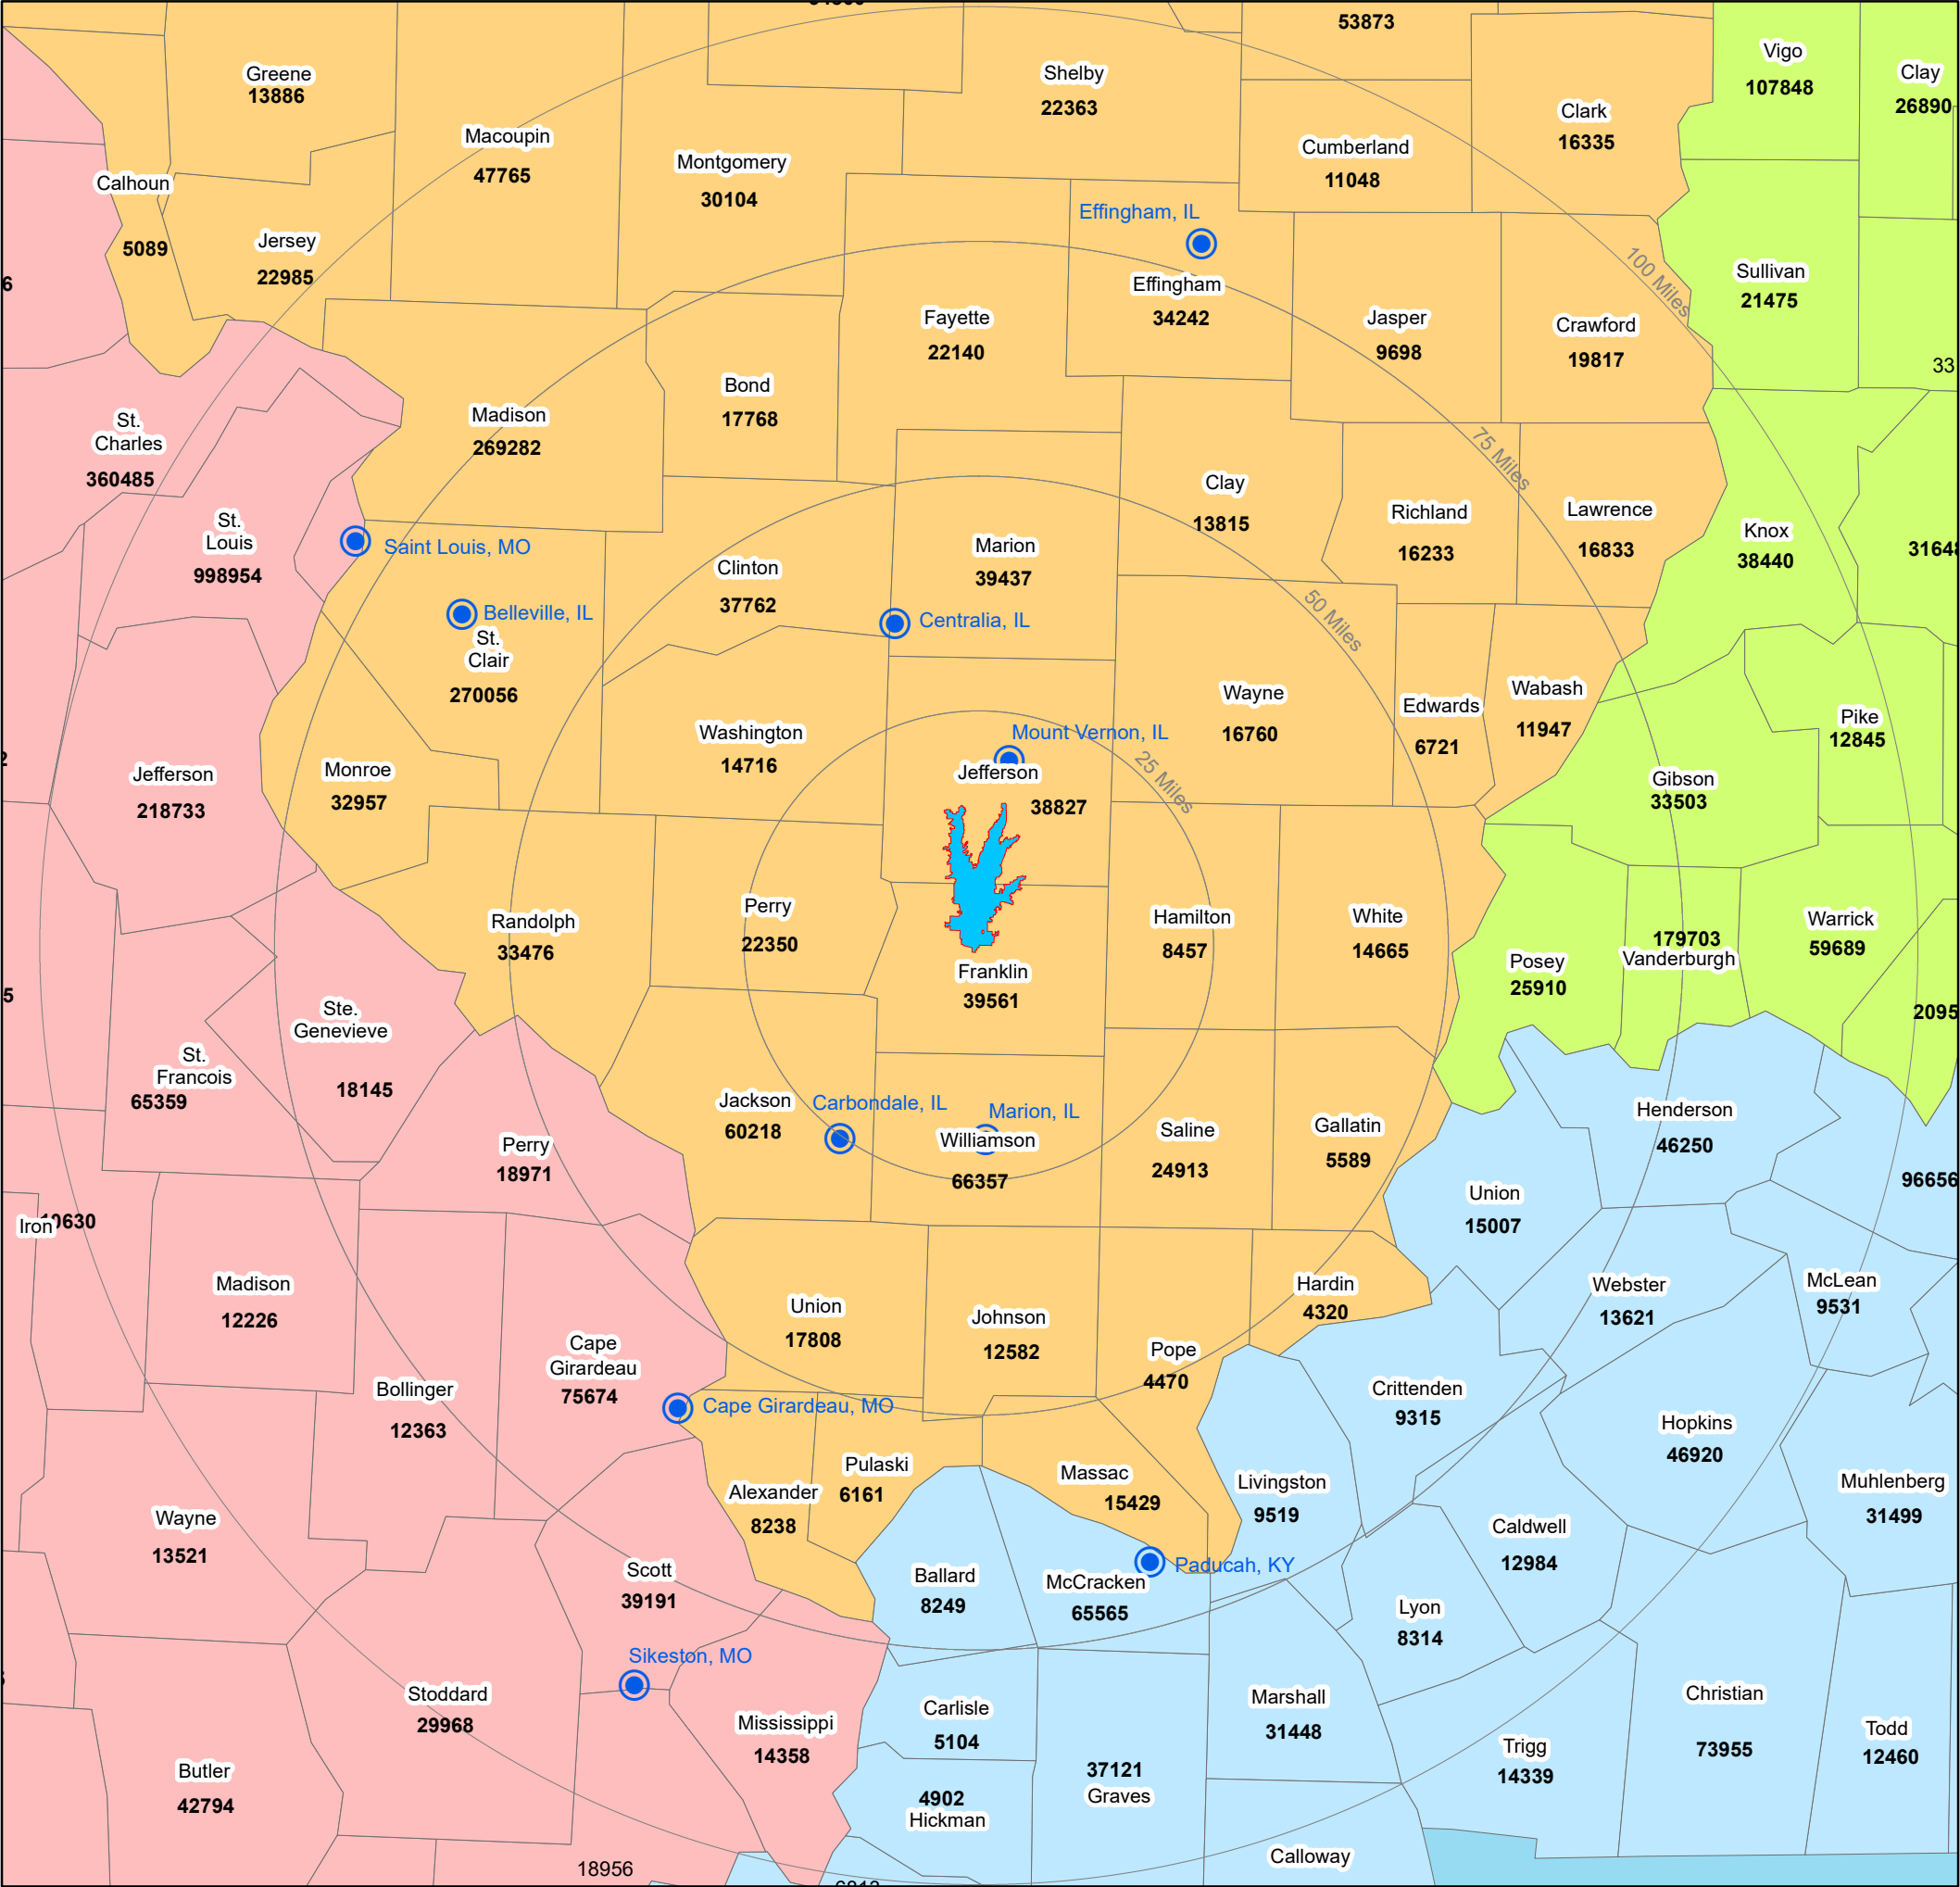 53873
Greene
13886
Shelby
22363
Vigo
107848
Clay
26890
Macoupin
47765
Montgomery
30104
Clark
16335
Cumberland
11048
Calhoun
5089
Jersey
22985
Effingham, IL
Effingham
34242
100 Miles
Sullivan
21475
6
Fayette
22140
Jasper
9698
Crawford
19817
33
Bond
17768
Madison
269282
St.
Charles
360485
75 Miles
Clay
13815
Richland
16233
Lawrence
16833
St.
Louis
998954
Saint Louis, MO
Marion
39437
Knox
38440
Clinton
37762
Belleville, IL
St.
Clair
270056
Centralia, IL
50 Miles
Wayne
16760
Edwards
6721
Wabash
11947
Pike
12845
Washington
14716
Mount Vernon, IL
Jefferson
38827
25 Miles
Jefferson
218733
Monroe
32957
Gibson
33503
Randolph
33476
Perry
22350
Hamilton
8457
White
14665
Warrick
59689
179703
Vanderburgh
Posey
25910
Franklin
39561
5
2095
Ste.
Genevieve
18145
St.
Francois
65359
Jackson
60218
Carbondale, IL
Marion, IL
Williamson
66357
Saline
24913
Gallatin
5589
Henderson
46250
Perry
18971
96656
Union
15007
Iron
Madison
12226
Union
17808
Johnson
12582
Hardin
4320
Webster
13621
McLean
9531
Cape
Girardeau
75674
Pope
4470
Bollinger
12363
Cape Girardeau, MO
Crittenden
9315
Hopkins
46920
Pulaski
6161
Massac
15429
Alexander
8238
Livingston
9519
Muhlenberg
31499
Wayne
13521
Caldwell
12984
Scott
39191
Ballard
8249
McCracken
65565
Paducah, KY
Lyon
8314
Sikeston, MO
Stoddard
29968
Mississippi
14358
Carlisle
5104
Marshall
31448
Christian
73955
Todd
12460
Trigg
14339
Butler
42794
37121
Graves
4902
Hickman
Calloway
18956